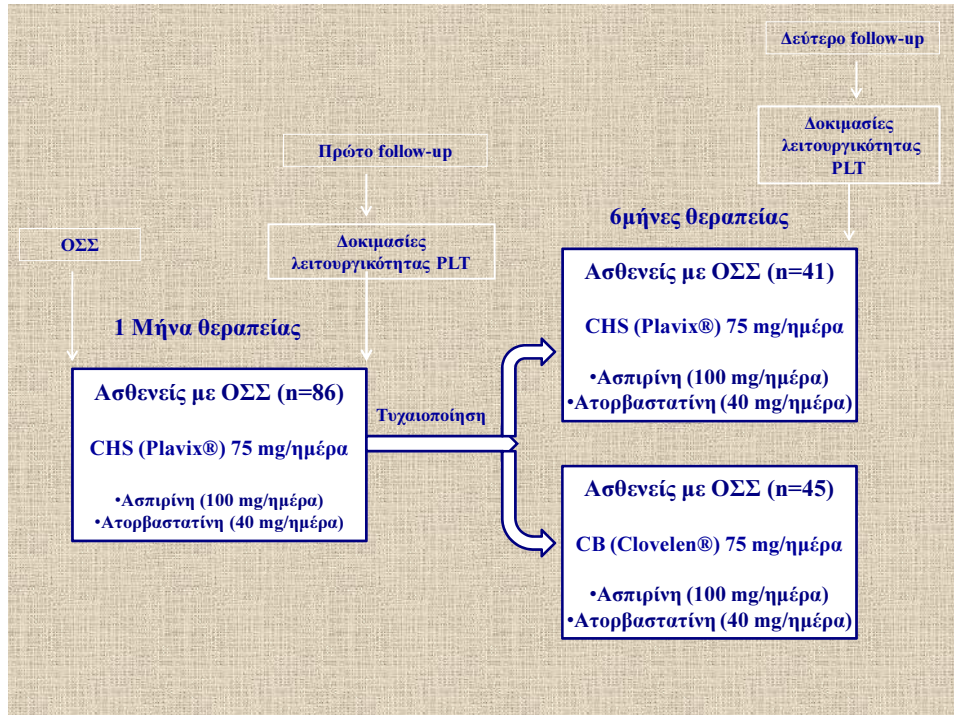 Δεύτερο follow-up
Δοκιμασίες
λειτουργικότητας
PLT
Πρώτο follow-up
6μήνες θεραπείας
ΟΣΣ
Δοκιμασίες
λειτουργικότητας PLT
1 Μήνα θεραπείας
Ασθενείς με ΟΣΣ (n=41)
CHS (Plavix®) 75 mg/ημέρα
•Ασπιρίνη (100 mg/ημέρα)
•Ατορβαστατίνη (40 mg/ημέρα)
Ασθενείς με ΟΣΣ (n=86)
CHS (Plavix®) 75 mg/ημέρα
•Ασπιρίνη (100 mg/ημέρα)
•Ατορβαστατίνη (40 mg/ημέρα)
Τυχαιοποίηση
Ασθενείς με ΟΣΣ (n=45)
CB (Clovelen®) 75 mg/ημέρα
•Ασπιρίνη (100 mg/ημέρα)
•Ατορβαστατίνη (40 mg/ημέρα)